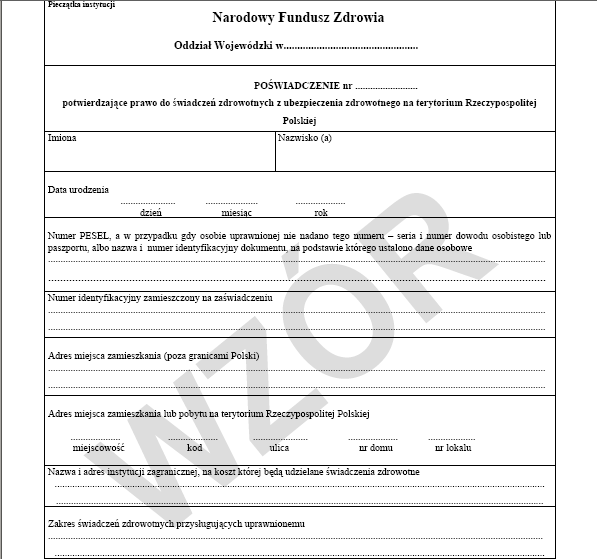 Pieczątka instytucji
Narodowy Fundusz Zdrowia
Oddział Wojewódzki w.............................................
POŚWIADCZENIE nr .........................
potwierdzające prawo do świadczeń zdrowotnych z ubezpieczenia zdrowotnego na terytorium Rzeczypospolitej
Polskiej
Imiona Nazwisko (a)
Data urodzenia
...................... ..................... ....................
dzień miesiąc rok
Numer PESEL, a w przypadku gdy osobie uprawnionej nie nadano tego numeru – seria i numer dowodu osobistego lub
paszportu, albo nazwa i numer identyfikacyjny dokumentu, na podstawie którego ustalono dane osobowe
Numer identyfikacyjny zamieszczony na zaświadczeniu
Adres miejsca zamieszkania (poza granicami Polski)
Adres miejsca zamieszkania lub pobytu na terytorium Rzeczypospolitej Polskiej
.................... .................... ...................... .................... ...................
miejscowość kod ulica nr domu nr lokalu
Nazwa i adres instytucji zagranicznej, na koszt której będą udzielane świadczenia zdrowotne
Zakres świadczeń zdrowotnych przysługujących uprawnionemu
WZÓR